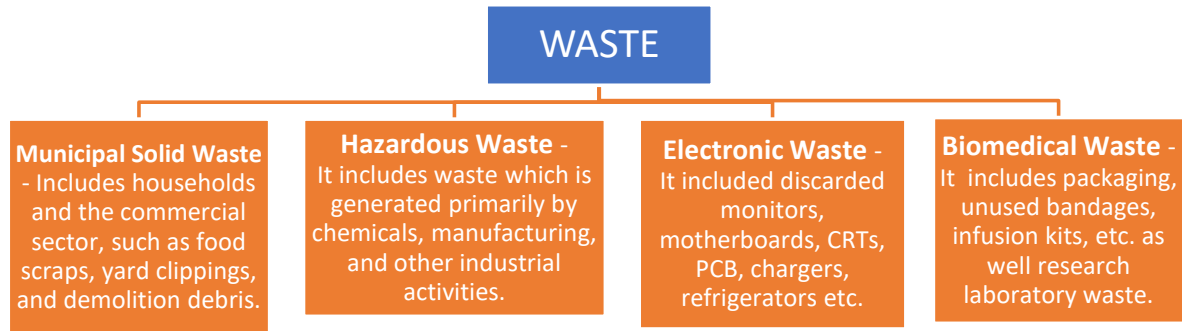 WASTE
Municipal Solid Waste
- Includes households
and the commercial
sector, such as food
scraps, yard clippings,
and demolition debris.
Hazardous Waste -
It includes waste which is
generated primarily by
chemicals, manufacturing,
and other industrial
activities.
Electronic Waste -
It included discarded
monitors,
motherboards, CRTs,
PCB, chargers,
refrigerators etc.
Biomedical Waste -
It includes packaging,
unused bandages,
infusion kits, etc. as
well research
laboratory waste.